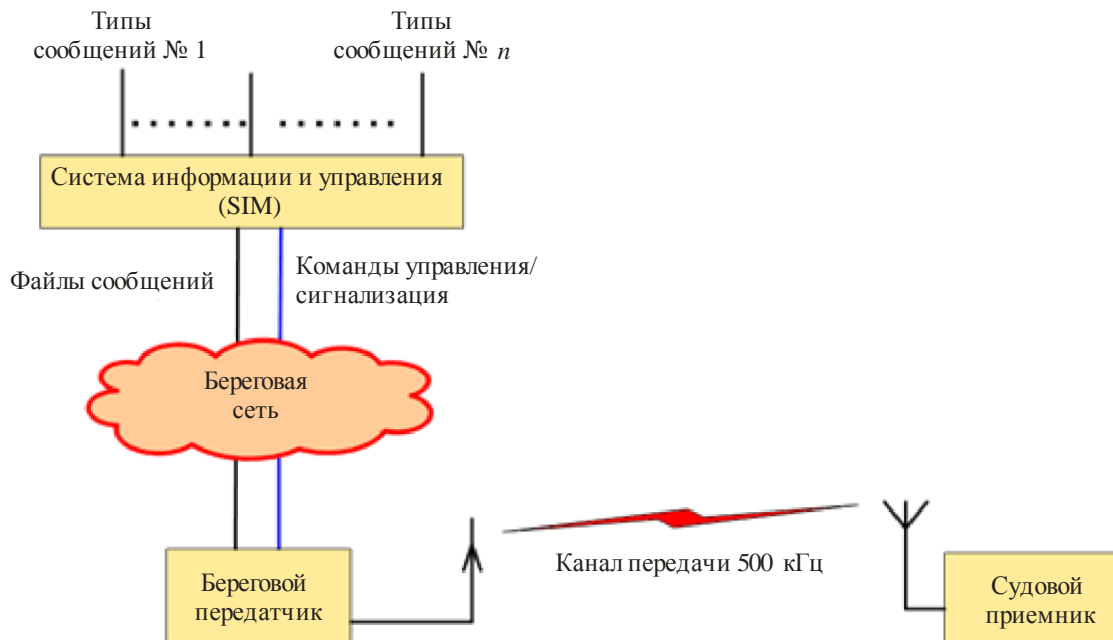 Типы
сообщений № 1
Типы
сообщений № n
Система информации и управления
(SIM)
Файлы сообщений
Команды управления/
сигнализация
Береговая
сеть
Береговой
передатчик
Канал передачи 500 кГц
Судовой
приемник